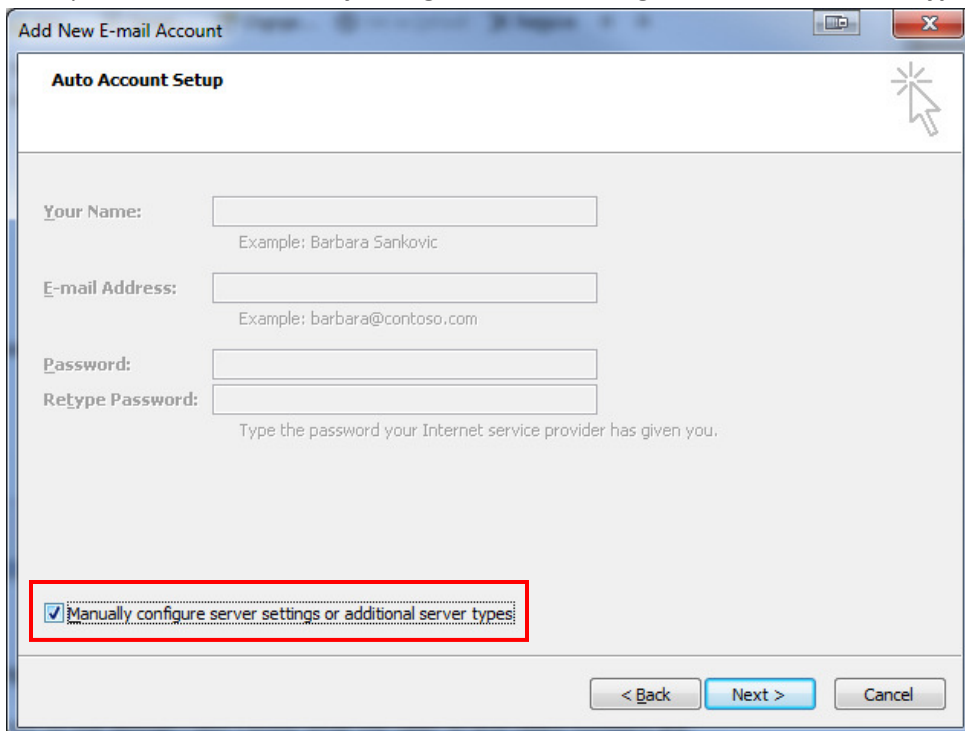 Add New E-mail Account
X
Auto Account Setup
Your Name:
Example: Barbara Sankovic
E-mail Address:
Example: barbara@contoso.com
Password:
Retype Password:
Type the password your Internet service provider has given you.
Manually configure server settings or additional server types
< Back Next > Cancel